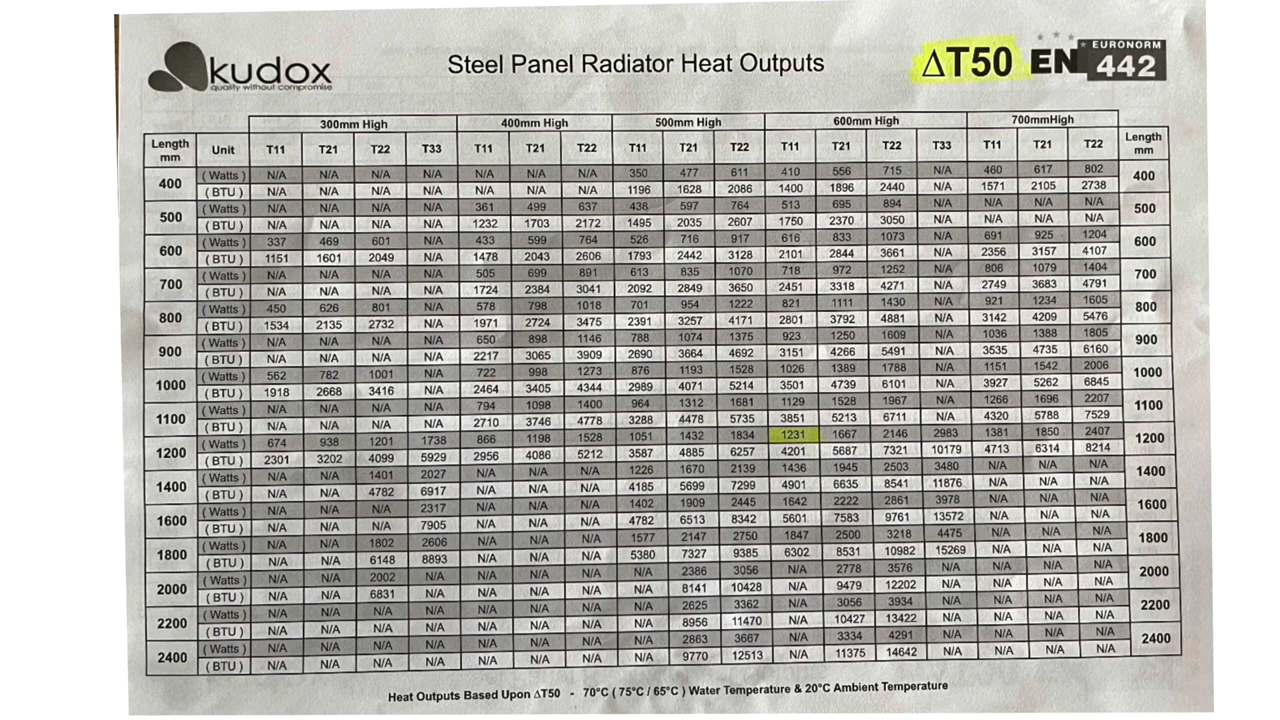 kudox
quality without compromise
Steel Panel Radiator Heat Outputs
ΔT50 EN EURONORM 442
300mm High 400mm High 500mm High 600mm High 700mmHigh
Length mm Unit T11 T21 T22 T33 T11 T21 T22 T11 T21 T22 T11 T21 T22 T33 T11 T21 T22 Length mm
400 ( Watts ) N/A N/A N/A N/A N/A N/A N/A 350 477 611 410 556 715 N/A 460 617 802 400
( BTU ) N/A N/A N/A N/A N/A N/A N/A 1196 1628 2086 1400 1896 2440 N/A 1571 2105 2738
500 ( Watts ) N/A N/A N/A N/A 361 499 637 438 597 764 513 695 894 N/A N/A N/A N/A 500
( BTU ) N/A N/A N/A N/A 1232 1703 2172 1495 2035 2607 1750 2370 3050 N/A N/A N/A N/A
600 ( Watts ) 337 469 601 N/A 433 599 764 526 716 917 616 833 1073 N/A 691 925 1204 600
( BTU ) 1151 1601 2049 N/A 1478 2043 2606 1793 2442 3128 2101 2844 3661 N/A 2356 3157 4107
700 ( Watts ) N/A N/A N/A N/A 505 699 891 613 835 1070 718 972 1252 N/A 806 1079 1404 700
( BTU ) N/A N/A N/A N/A 1724 2384 3041 2092 2849 3650 2451 3318 4271 N/A 2749 3683 4791
800 ( Watts ) 450 626 801 N/A 578 798 1018 701 954 1222 821 1111 1430 N/A 921 1234 1605 800
( BTU ) 1534 2135 2732 N/A 1971 2724 3475 2391 3257 4171 2801 3792 4881 N/A 3142 4209 5476
900 ( Watts ) N/A N/A N/A N/A 650 898 1146 788 1074 1375 923 1250 1609 N/A 1036 1388 1805 900
( BTU ) N/A N/A N/A N/A 2217 3065 3909 2690 3664 4692 3151 4266 5491 N/A 3535 4735 6160
1000 ( Watts ) 562 782 1001 N/A 722 998 1273 876 1193 1528 1026 1389 1788 N/A 1151 1542 2006 1000
( BTU ) 1918 2668 3416 N/A 2464 3405 4344 2989 4071 5214 3501 4739 6101 N/A 3927 5262 6845
1100 ( Watts ) N/A N/A N/A N/A 794 1098 1400 964 1312 1681 1129 1528 1967 N/A 1266 1696 2207 1100
( BTU ) N/A N/A N/A N/A 2710 3746 4778 3288 4478 5735 3851 5213 6711 N/A 4320 5788 7529
1200 ( Watts ) 674 938 1201 1738 866 1198 1528 1051 1432 1834 1231 1667 2146 2983 1381 1850 2407 1200
( BTU ) 2301 3202 4099 5929 2956 4086 5212 3587 4885 6257 4201 5687 7321 10179 4713 6314 8214
1400 ( Watts ) N/A N/A 1401 2027 N/A N/A N/A 1226 1670 2139 1436 1945 2503 3480 N/A N/A N/A 1400
( BTU ) N/A N/A 4782 6917 N/A N/A N/A 4185 5699 7299 4901 6635 8541 11876 N/A N/A N/A
1600 ( Watts ) N/A N/A N/A 2317 N/A N/A N/A 1402 1909 2445 1642 2222 2861 3978 N/A N/A N/A 1600
( BTU ) N/A N/A N/A 7905 N/A N/A N/A 4782 6513 8342 5601 7583 9761 13572 N/A N/A N/A
1800 ( Watts ) N/A N/A 1802 2606 N/A N/A N/A 1577 2147 2750 1847 2500 3218 4475 N/A N/A N/A 1800
( BTU ) N/A N/A 6148 8893 N/A N/A N/A 5380 7327 9385 6302 8531 10982 15269 N/A N/A N/A
2000 ( Watts ) N/A N/A 2002 N/A N/A N/A N/A N/A 2386 3056 N/A 2778 3576 N/A N/A N/A N/A 2000
( BTU ) N/A N/A 6831 N/A N/A N/A N/A N/A 8141 10428 N/A 9479 12202 N/A N/A N/A N/A
2200 ( Watts ) N/A N/A N/A N/A N/A N/A N/A N/A 2625 3362 N/A 3056 3934 N/A N/A N/A N/A 2200
( BTU ) N/A N/A N/A N/A N/A N/A N/A N/A 8956 11470 N/A 10427 13422 N/A N/A N/A N/A
2400 ( Watts ) N/A N/A N/A N/A N/A N/A N/A N/A 2863 3667 N/A 3334 4291 N/A N/A N/A N/A 2400
( BTU ) N/A N/A N/A N/A N/A N/A N/A N/A 9770 12513 N/A 11375 14642 N/A N/A N/A N/A
Heat Outputs Based Upon ΔT50 - 70°C ( 75°C / 65°C ) Water Temperature & 20°C Ambient Temperature